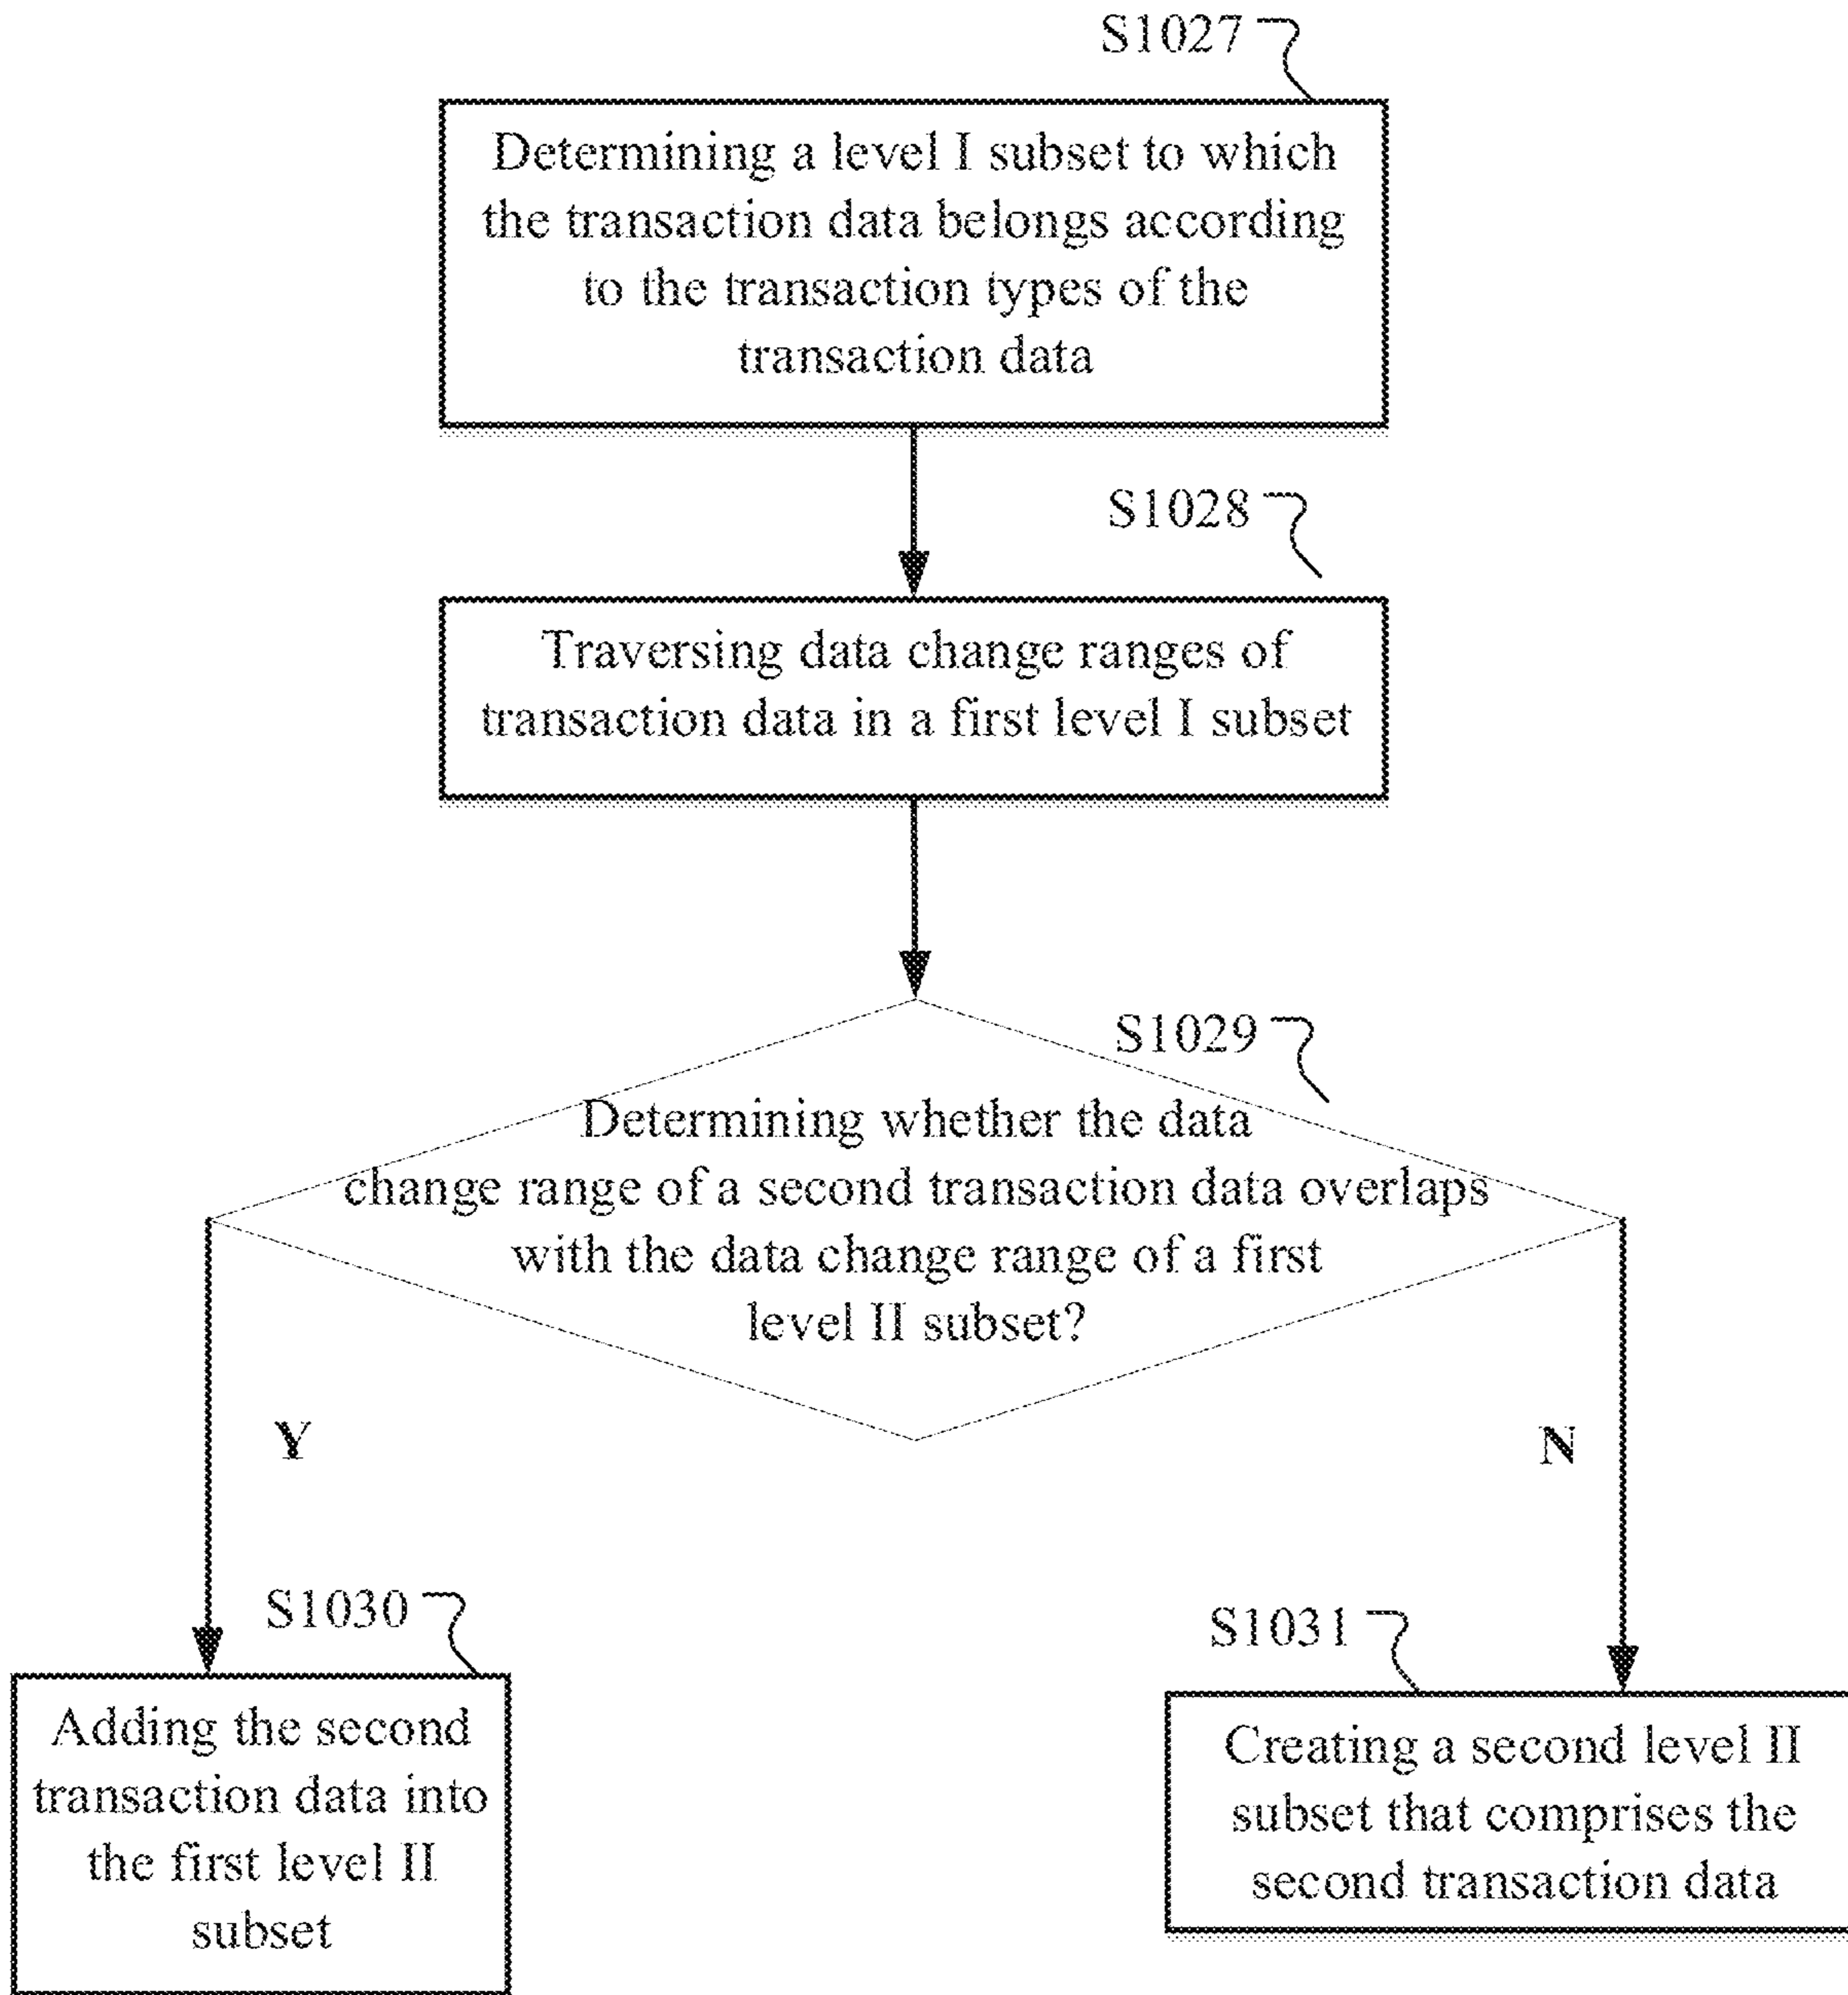 S1027
Determining a level I subset to which
the transaction data belongs according
to the transaction types of the
transaction data
S1028
Traversing data change ranges of
transaction data in a first level I subset
S1029
Determining whether the data
change range of a second transaction data overlaps
with the data change range of a first
level II subset?
Y
N
S1030
Adding the second
transaction data into
the first level II
subset
S1031
Creating a second level II
subset that comprises the
second transaction data